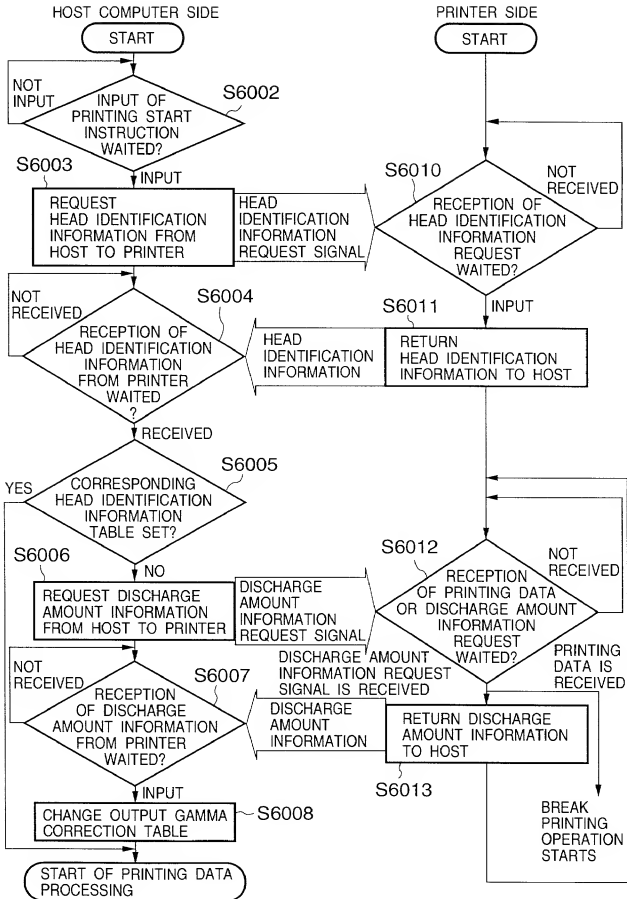 HOST COMPUTER SIDE
START
NOT
INPUT
INPUT OF
PRINTING START
INSTRUCTION
WAITED?
S6002
INPUT
S6003
REQUEST
HEAD IDENTIFICATION
INFORMATION FROM
HOST TO PRINTER
HEAD
IDENTIFICATION
INFORMATION
REQUEST SIGNAL
NOT
RECEIVED
S6004
RECEPTION OF
HEAD IDENTIFICATION
INFORMATION
FROM PRINTER
WAITED
?
RECEIVED
HEAD
IDENTIFICATION
INFORMATION
YES
S6005
CORRESPONDING
HEAD IDENTIFICATION
INFORMATION
TABLE SET?
NO
S6006
REQUEST DISCHARGE
AMOUNT INFORMATION
FROM HOST TO PRINTER
DISCHARGE
AMOUNT
INFORMATION
REQUEST SIGNAL
NOT
RECEIVED
S6007
RECEPTION
OF DISCHARGE
AMOUNT INFORMATION
FROM PRINTER
WAITED?
DISCHARGE
AMOUNT
INFORMATION
INPUT
CHANGE OUTPUT GAMMA
CORRECTION TABLE
S6008
START OF PRINTING DATA
PROCESSING
PRINTER SIDE
START
S6010
NOT
RECEIVED
RECEPTION OF
HEAD IDENTIFICATION
INFORMATION
REQUEST
WAITED?
INPUT
S6011
RETURN
HEAD IDENTIFICATION
INFORMATION TO HOST
S6012
NOT
RECEIVED
RECEPTION
OF PRINTING DATA
OR DISCHARGE AMOUNT
INFORMATION
REQUEST
WAITED?
DISCHARGE AMOUNT
INFORMATION REQUEST
SIGNAL IS RECEIVED
PRINTING
DATA IS
RECEIVED
RETURN DISCHARGE
AMOUNT INFORMATION
TO HOST
S6013
BREAK
PRINTING
OPERATION
STARTS